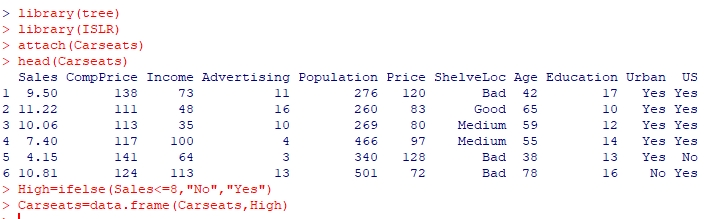 > library(tree)
> library(ISLR)
> attach(Carseats)
> head(Carseats)
  Sales CompPrice Income Advertising Population Price ShelveLoc Age Education Urban  US
1  9.50       138     73          11        276   120       Bad  42        17   Yes Yes
2 11.22       111     48          16        260    83      Good  65        10   Yes Yes
3 10.06       113     35          10        269    80    Medium  59        12   Yes Yes
4  7.40       117    100           4        466    97    Medium  55        14   Yes Yes
5  4.15       141     64           3        340   128       Bad  38        13   Yes  No
6 10.81       124    113          13        501    72       Bad  78        16    No Yes
> High=ifelse(Sales<=8,"No","Yes")
> Carseats=data.frame(Carseats,High)